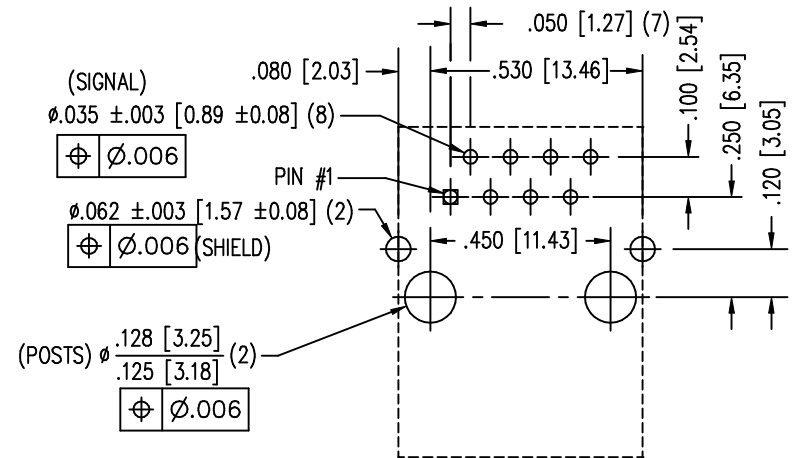 .050 [1.27] (7)
.080 [2.03]
.530 [13.46]
.100 [2.54]
.250 [6.35]
.120 [3.05]
(SIGNAL)
ø.035 ±.003 [0.89 ±0.08] (8)
⌖ Ø.006
PIN #1
ø.062 ±.003 [1.57 ±0.08] (2)
⌖ Ø.006 (SHIELD)
.450 [11.43]
(POSTS) ø .128 [3.25] (2)
.125 [3.18]
⌖ Ø.006